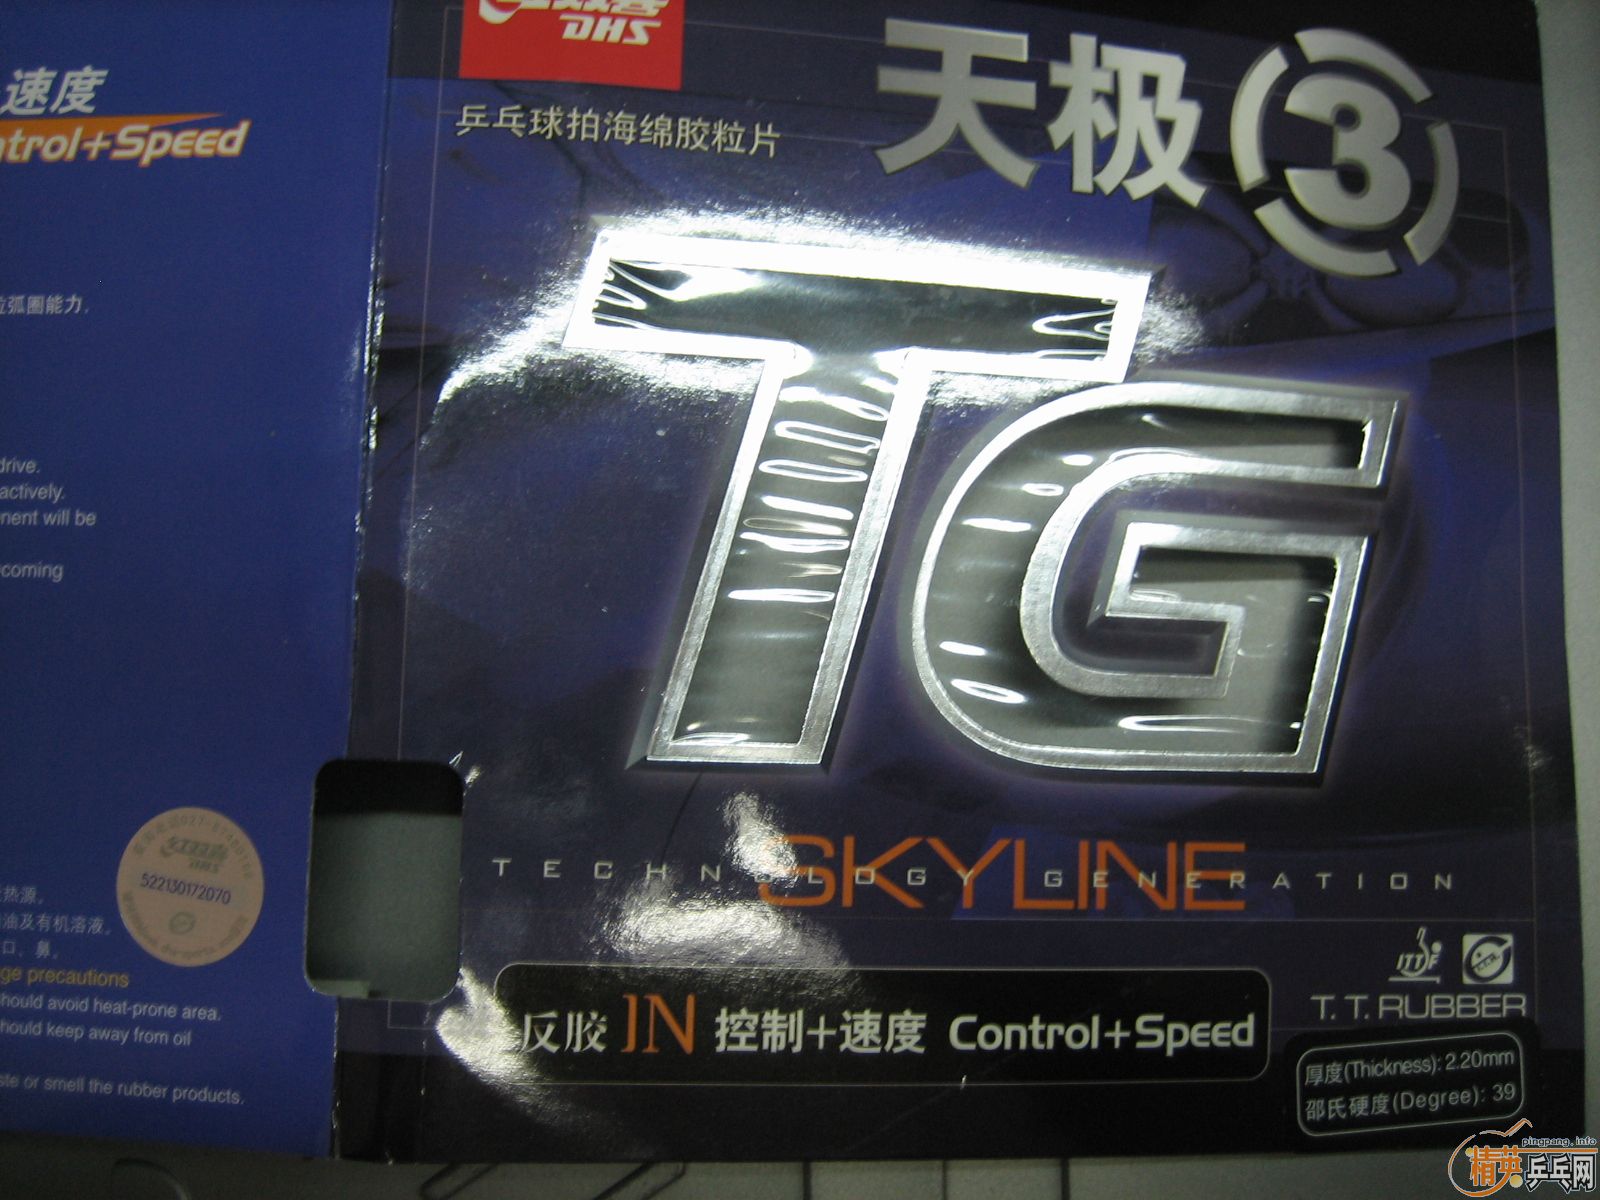 速度
ntrol+Speed
弧圈能力.
drive.
actively.
nent will be
coming
热源。
油及有机溶液。
口、鼻。
ge precautions
hould avoid heat-prone area.
hould keep away from oil
ste or smell the rubber products.
DHS
522130172070
DHS
乒乓球拍海绵胶粒片
天极 3
TG
SKYLINE
TECHNOLOGY GENERATION
ITTF
T.T.RUBBER
反胶 IN 控制+速度 Control+Speed
厚度(Thickness): 2.20mm
邵氏硬度(Degree): 39
pingpang.info
精英乒乓网